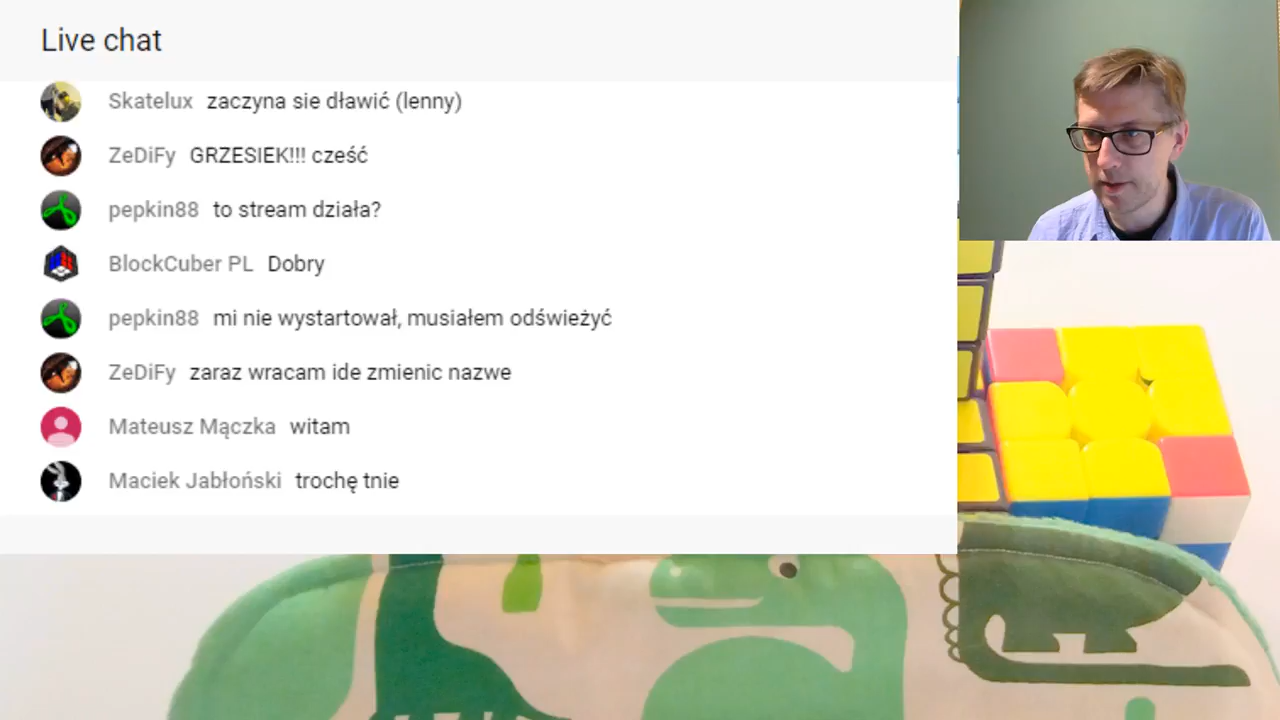 Live chat
Skatelux zaczyna sie dławić (lenny)
ZeDiFy GRZESIEK!!! cześć
pepkin88 to stream działa?
BlockCuber PL Dobry
pepkin88 mi nie wystartował, musiałem odświeżyć
ZeDiFy zaraz wracam ide zmienic nazwe
Mateusz Mączka witam
Maciek Jabłoński trochę tnie